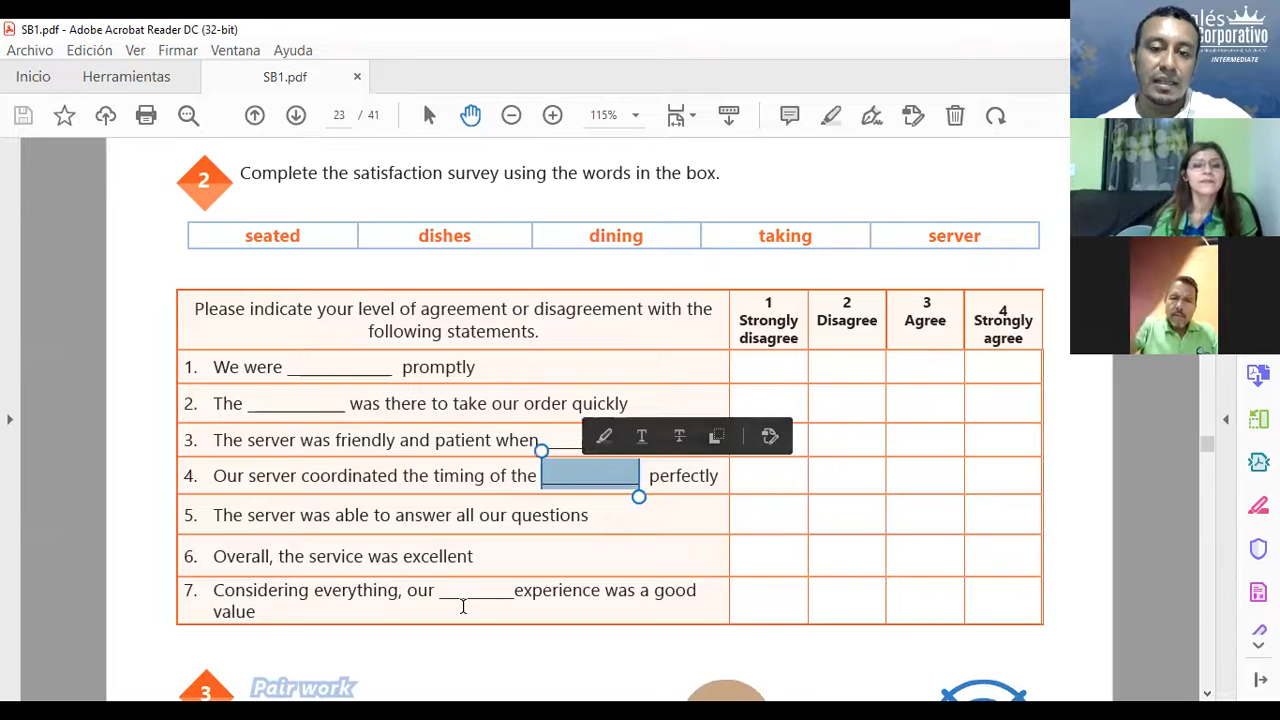 SB1.pdf - Adobe Acrobat Reader DC (32-bit)
Archivo Edición Ver Firmar Ventana Ayuda
Inicio Herramientas SB1.pdf ×
23 / 41 115%
glés
Corporativo
INTERMEDIATE
2 Complete the satisfaction survey using the words in the box.
seated dishes dining taking server
Please indicate your level of agreement or disagreement with the
following statements.
1 Strongly disagree
2 Disagree
3 Agree
4 Strongly agree
1. We were ___________ promptly
2. The __________ was there to take our order quickly
3. The server was friendly and patient when
4. Our server coordinated the timing of the __________ perfectly
5. The server was able to answer all our questions
6. Overall, the service was excellent
7. Considering everything, our ________experience was a good
value
3 Pair work